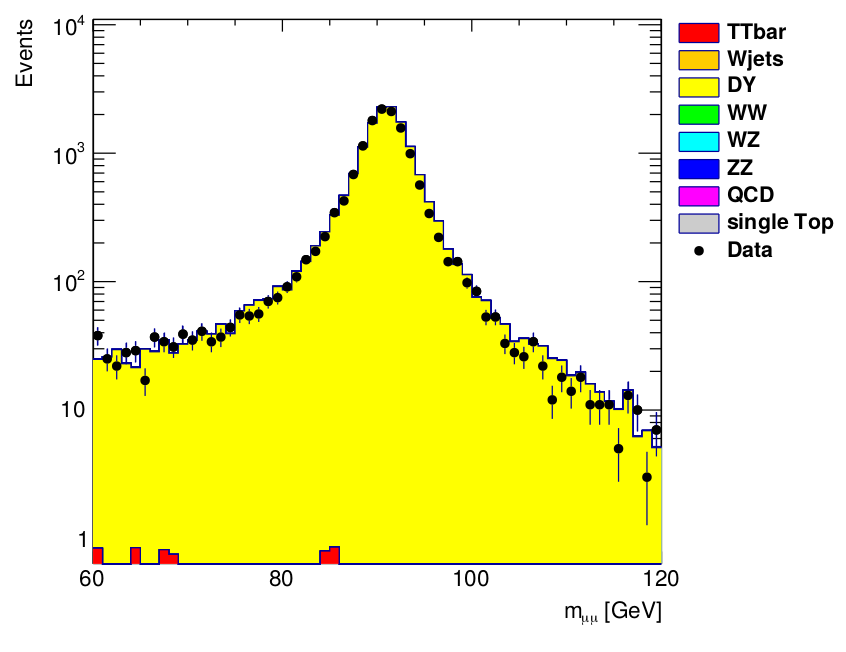 Events
10⁴
10³
10²
10
1
60 80 100 120
m_μμ [GeV]
TTbar
Wjets
DY
WW
WZ
ZZ
QCD
single Top
Data